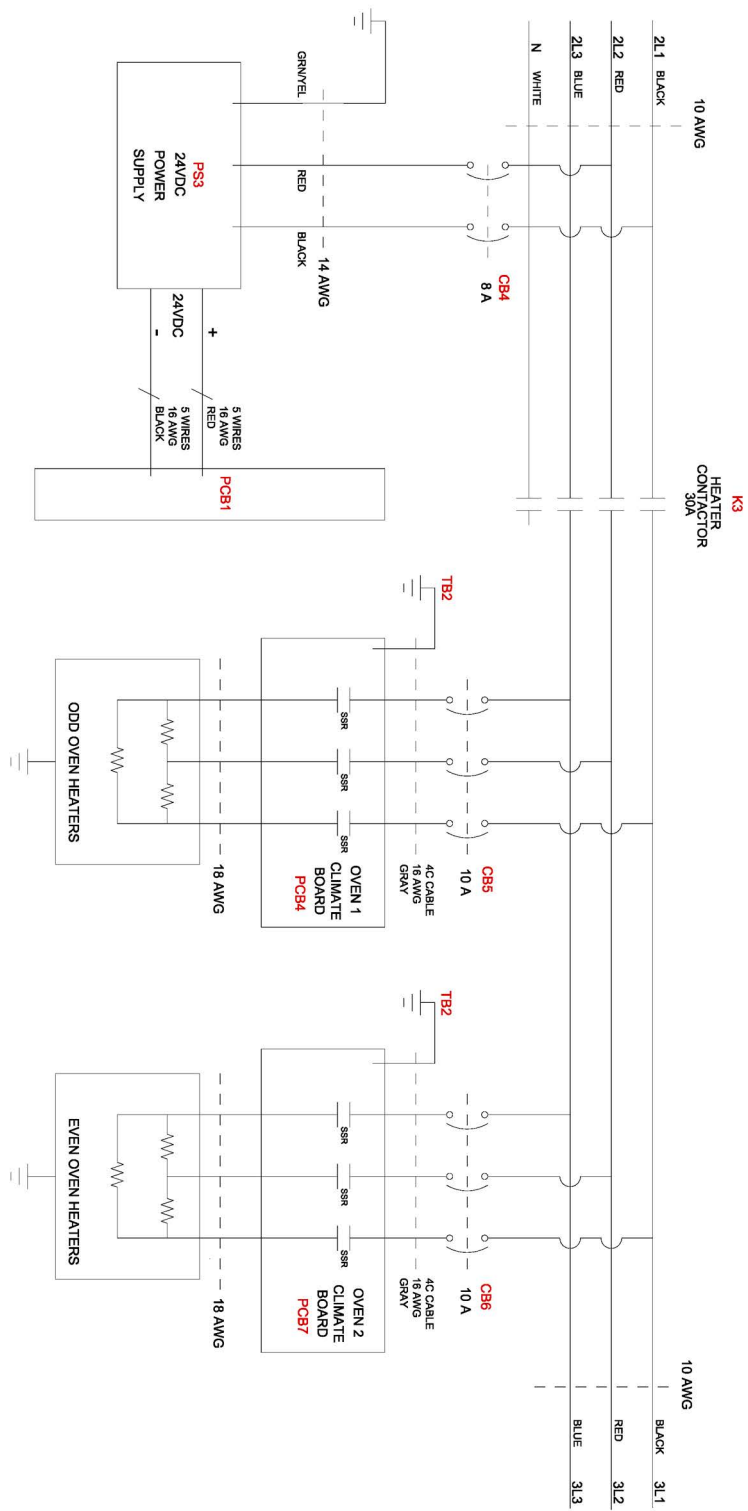 2L1 BLACK
2L2 RED
2L3 BLUE
N WHITE
10 AWG
GRN/YEL
RED
BLACK
14 AWG
CB4
8 A
PS3
24VDC
POWER
SUPPLY
24VDC
+
-
5 WIRES
16 AWG
RED
5 WIRES
16 AWG
BLACK
PCB1
K3
HEATER
CONTACTOR
30A
TB2
CB5
10 A
4C CABLE
16 AWG
GRAY
SSR
SSR
SSR
OVEN 1
CLIMATE
BOARD
PCB4
18 AWG
ODD OVEN HEATERS
TB2
CB6
10 A
4C CABLE
16 AWG
GRAY
SSR
SSR
SSR
OVEN 2
CLIMATE
BOARD
PCB7
18 AWG
EVEN OVEN HEATERS
10 AWG
BLACK 3L1
RED 3L2
BLUE 3L3